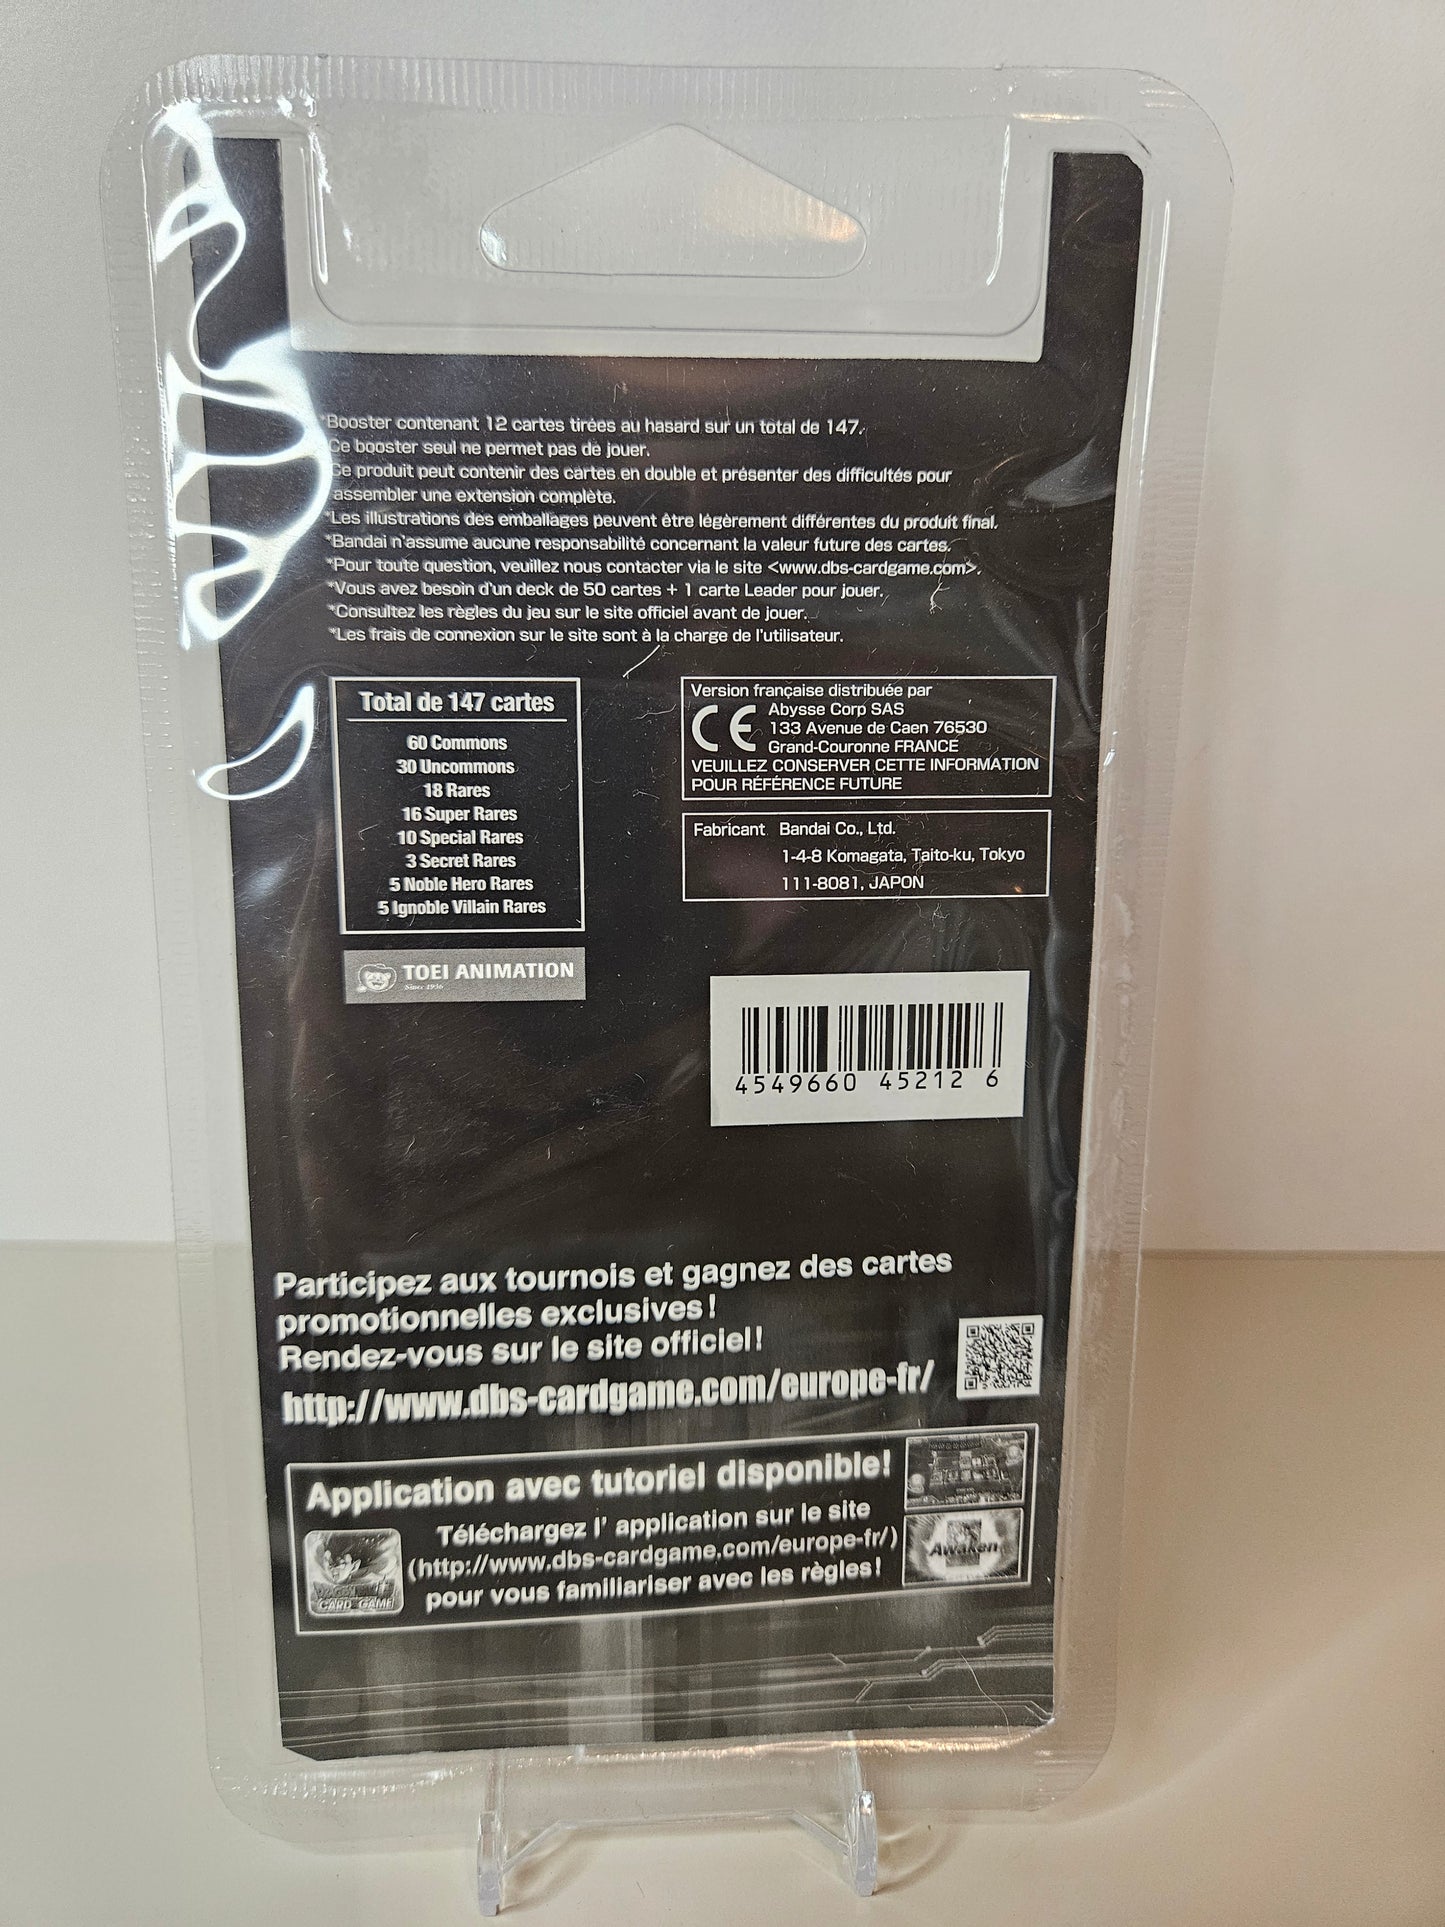 *Booster contenant 12 cartes tirées au hasard sur un total de 147.
Ce booster seul ne permet pas de jouer.
Ce produit peut contenir des cartes en double et présenter des difficultés pour
assembler une extension complète.
*Les illustrations des emballages peuvent être légèrement différentes du produit final.
*Bandai n'assume aucune responsabilité concernant la valeur future des cartes.
*Pour toute question, veuillez nous contacter via le site <www.dbs-cardgame.com>.
*Vous avez besoin d'un deck de 50 cartes + 1 carte Leader pour jouer.
*Consultez les règles du jeu sur le site officiel avant de jouer.
*Les frais de connexion sur le site sont à la charge de l'utilisateur.
Total de 147 cartes
60 Commons
30 Uncommons
18 Rares
16 Super Rares
10 Special Rares
3 Secret Rares
5 Noble Hero Rares
5 Ignoble Villain Rares
TOEI ANIMATION
Since 1956
Version française distribuée par
CE Abysse Corp SAS
133 Avenue de Caen 76530
Grand-Couronne FRANCE
VEUILLEZ CONSERVER CETTE INFORMATION
POUR RÉFÉRENCE FUTURE
Fabricant Bandai Co., Ltd.
1-4-8 Komagata, Taito-ku, Tokyo
111-8081, JAPON
4549660 45212 6
Participez aux tournois et gagnez des cartes
promotionnelles exclusives!
Rendez-vous sur le site officiel!
http://www.dbs-cardgame.com/europe-fr/
Application avec tutoriel disponible!
Téléchargez l' application sur le site
(http://www.dbs-cardgame.com/europe-fr/)
pour vous familiariser avec les règles!
CARD GAME
Awaken